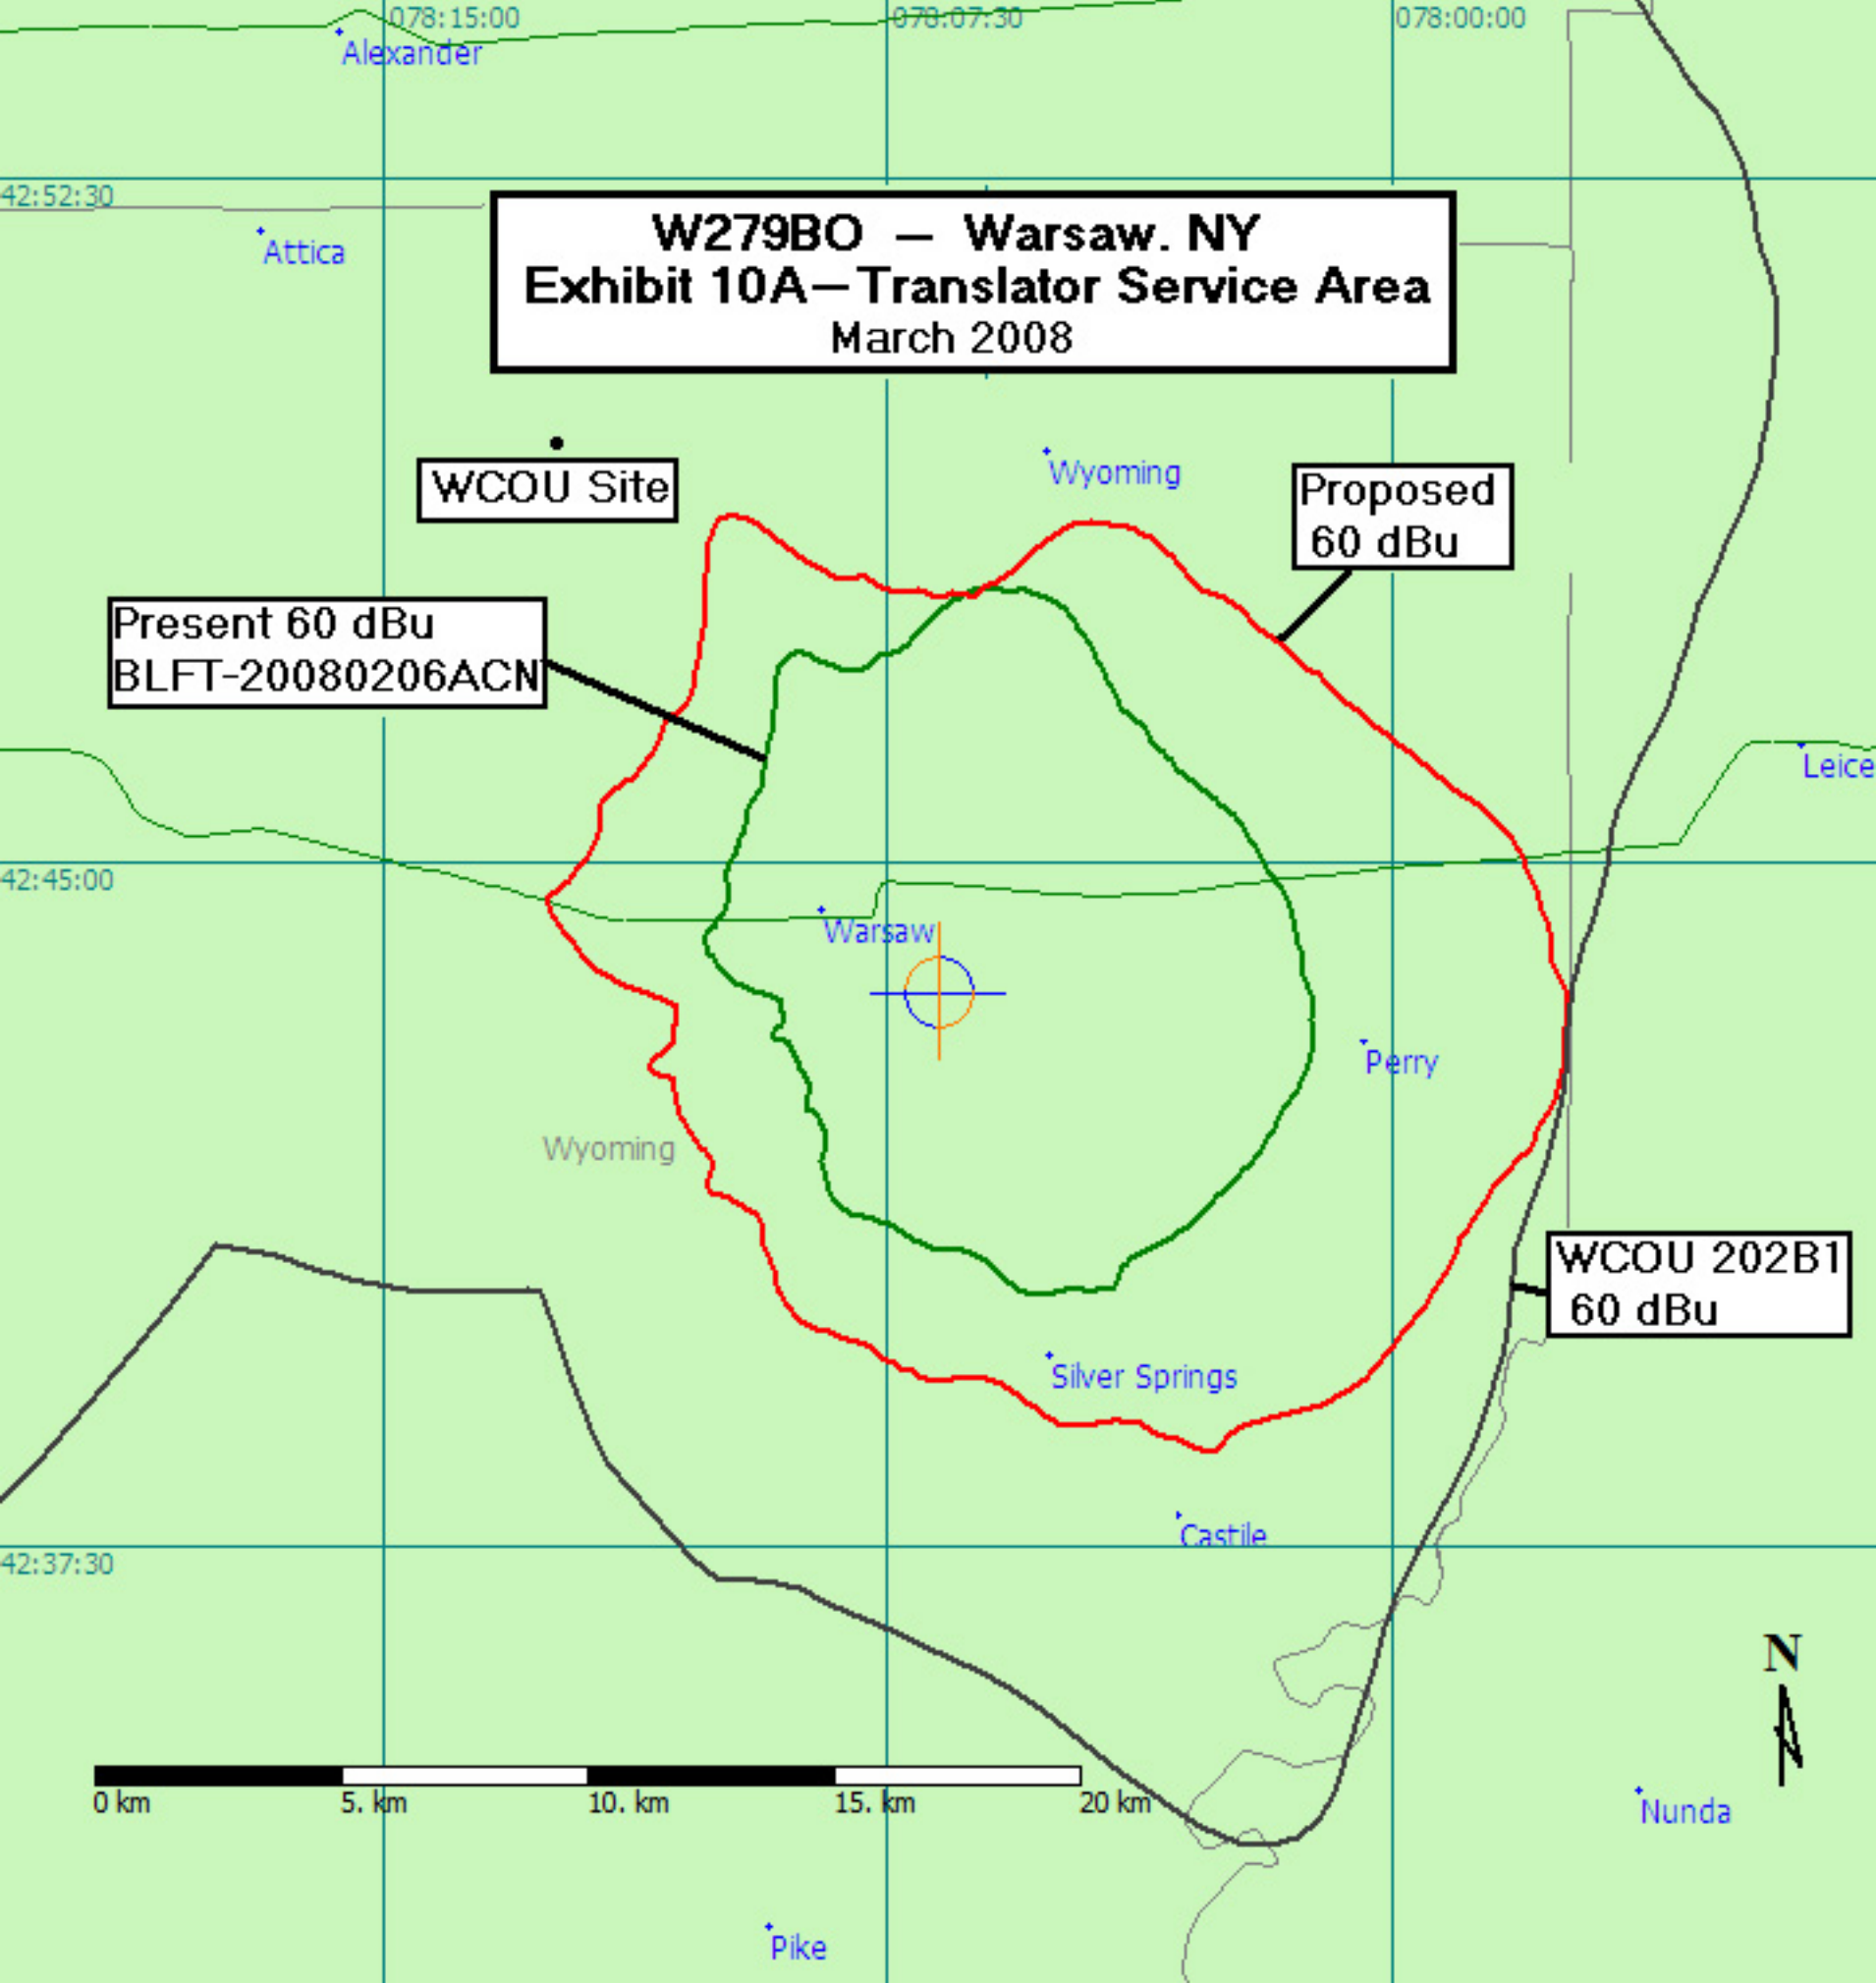 078:15:00
078:07:30
078:00:00
Alexander
42:52:30
Attica
W279BO — Warsaw. NY
Exhibit 10A—Translator Service Area
March 2008
WCOU Site
Wyoming
Proposed
60 dBu
Present 60 dBu
BLFT-20080206ACN
Leice
42:45:00
Warsaw
Perry
Wyoming
WCOU 202B1
60 dBu
Silver Springs
Castile
42:37:30
N
0 km
5. km
10. km
15. km
20 km
Nunda
Pike